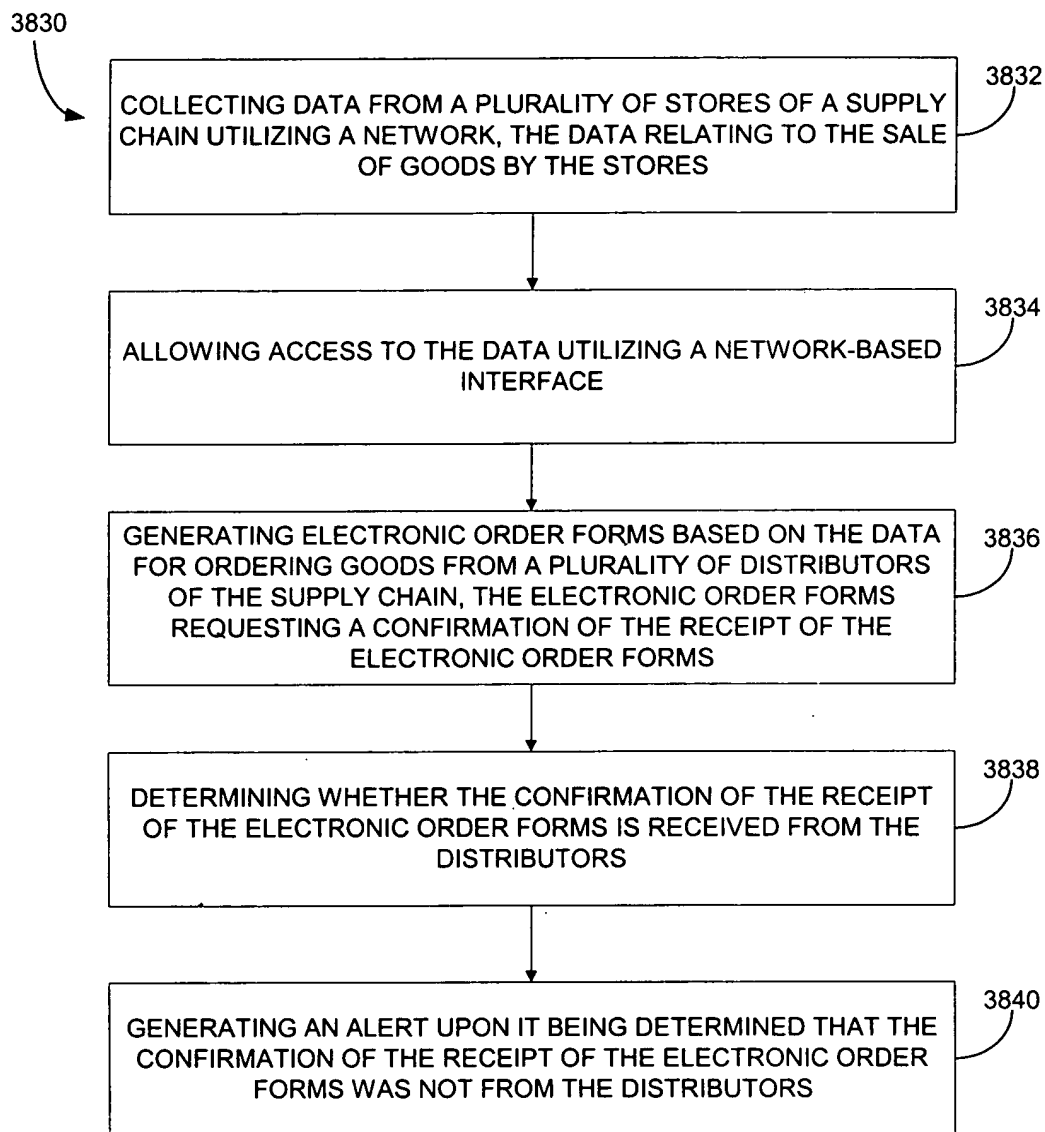 3830
3832
COLLECTING DATA FROM A PLURALITY OF STORES OF A SUPPLY
CHAIN UTILIZING A NETWORK, THE DATA RELATING TO THE SALE
OF GOODS BY THE STORES
3834
ALLOWING ACCESS TO THE DATA UTILIZING A NETWORK-BASED
INTERFACE
3836
GENERATING ELECTRONIC ORDER FORMS BASED ON THE DATA
FOR ORDERING GOODS FROM A PLURALITY OF DISTRIBUTORS
OF THE SUPPLY CHAIN, THE ELECTRONIC ORDER FORMS
REQUESTING A CONFIRMATION OF THE RECEIPT OF THE
ELECTRONIC ORDER FORMS
3838
DETERMINING WHETHER THE CONFIRMATION OF THE RECEIPT
OF THE ELECTRONIC ORDER FORMS IS RECEIVED FROM THE
DISTRIBUTORS
3840
GENERATING AN ALERT UPON IT BEING DETERMINED THAT THE
CONFIRMATION OF THE RECEIPT OF THE ELECTRONIC ORDER
FORMS WAS NOT FROM THE DISTRIBUTORS